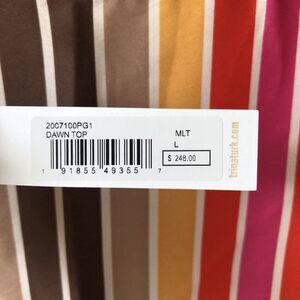 2007100PG1
DAWN TOP
MLT
L
$ 248.00
1 91855 49355 7
trinaturk.com